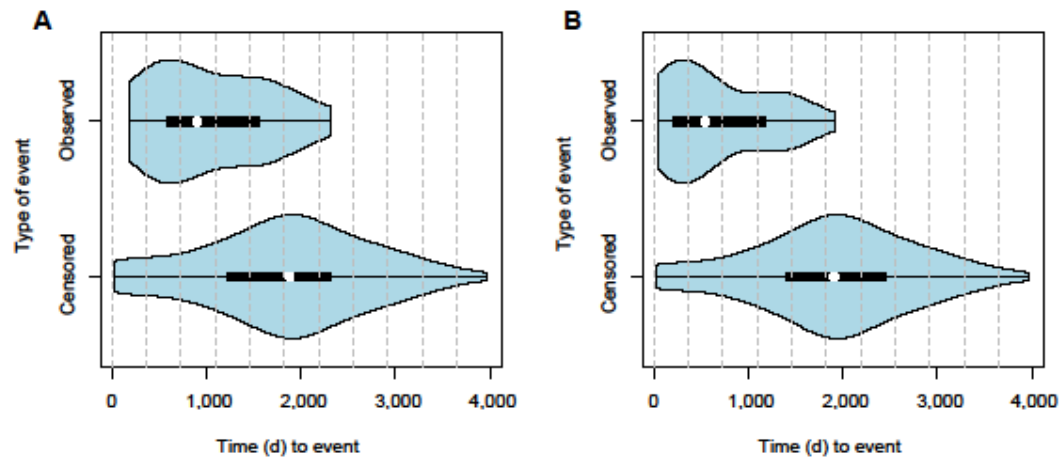 A
Type of event
Observed
Censored
0 1,000 2,000 3,000 4,000
Time (d) to event
B
Type of event
Observed
Censored
0 1,000 2,000 3,000 4,000
Time (d) to event